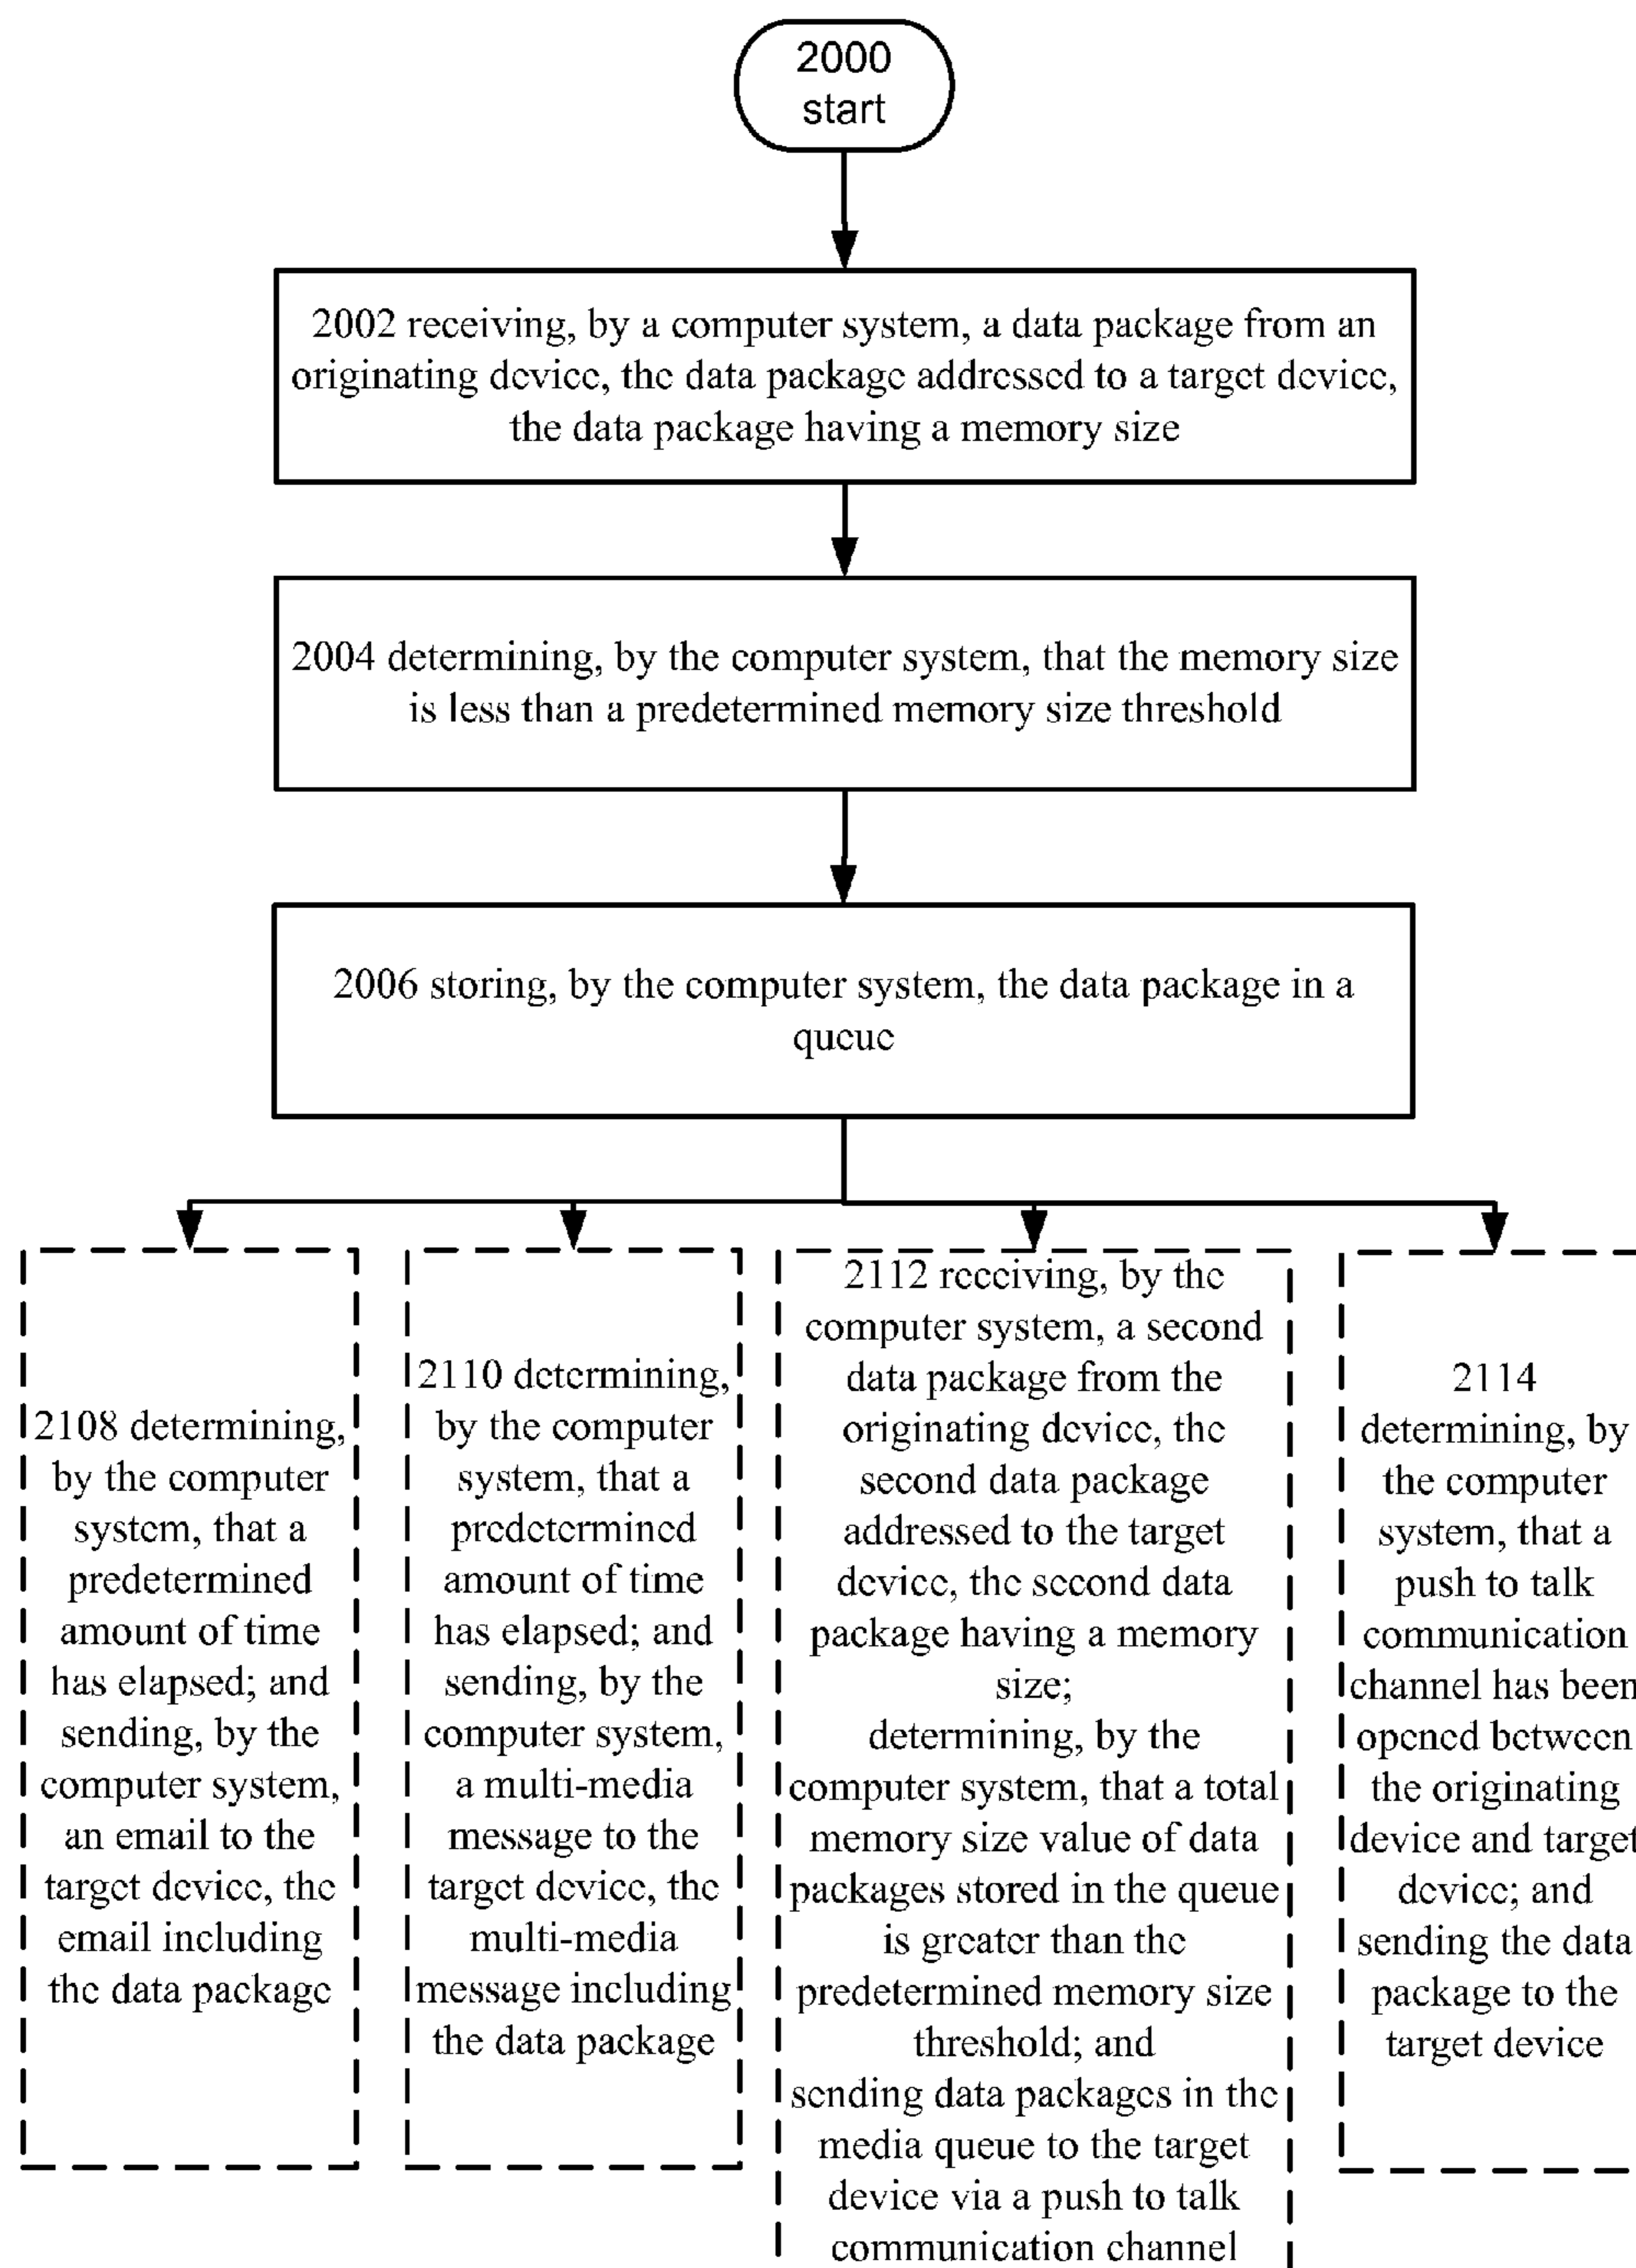 2000
start
2002 receiving, by a computer system, a data package from an
originating device, the data package addressed to a target device,
the data package having a memory size
2004 determining, by the computer system, that the memory size
is less than a predetermined memory size threshold
2006 storing, by the computer system, the data package in a
queue
2108 determining,
by the computer
system, that a
predetermined
amount of time
has elapsed; and
sending, by the
computer system,
an email to the
target device, the
email including
the data package
2110 determining,
by the computer
system, that a
predetermined
amount of time
has elapsed; and
sending, by the
computer system,
a multi-media
message to the
target device, the
multi-media
message including
the data package
2112 receiving, by the
computer system, a second
data package from the
originating device, the
second data package
addressed to the target
device, the second data
package having a memory
size;
determining, by the
computer system, that a total
memory size value of data
packages stored in the queue
is greater than the
predetermined memory size
threshold; and
sending data packages in the
media queue to the target
device via a push to talk
communication channel
2114
determining, by
the computer
system, that a
push to talk
communication
channel has been
opened between
the originating
device and target
device; and
sending the data
package to the
target device